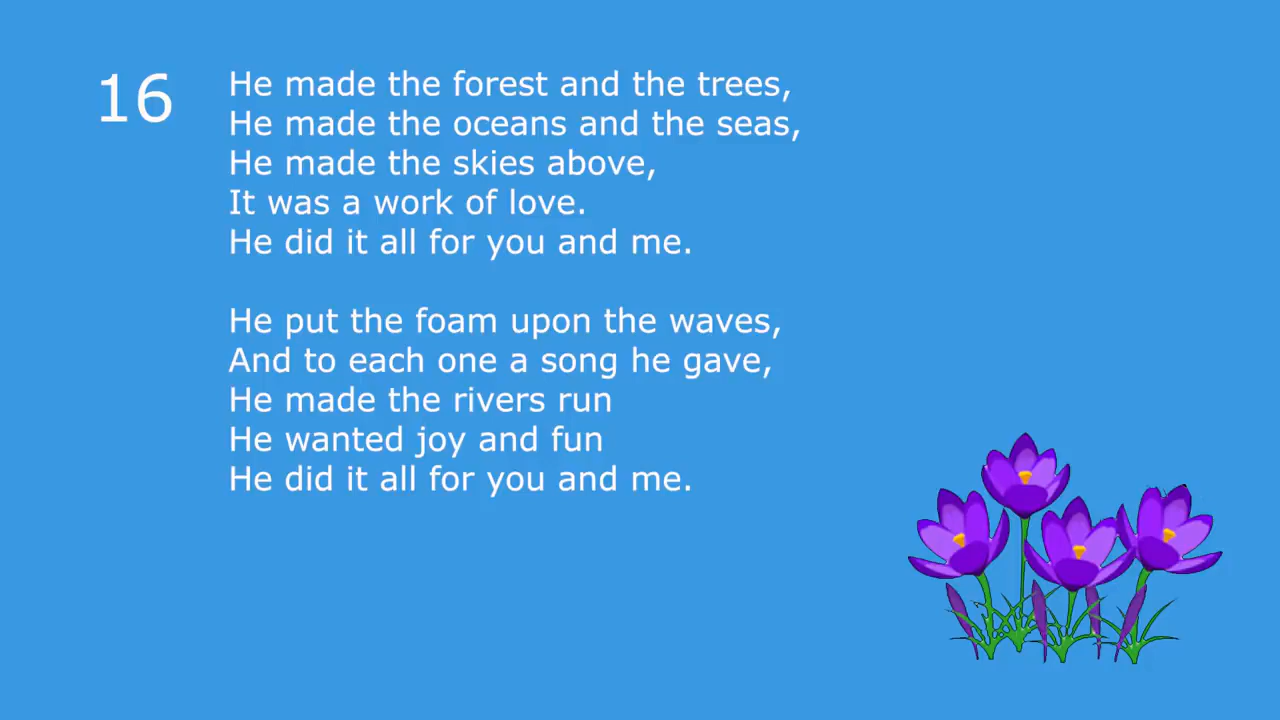 16
He made the forest and the trees,
He made the oceans and the seas,
He made the skies above,
It was a work of love.
He did it all for you and me.
He put the foam upon the waves,
And to each one a song he gave,
He made the rivers run
He wanted joy and fun
He did it all for you and me.